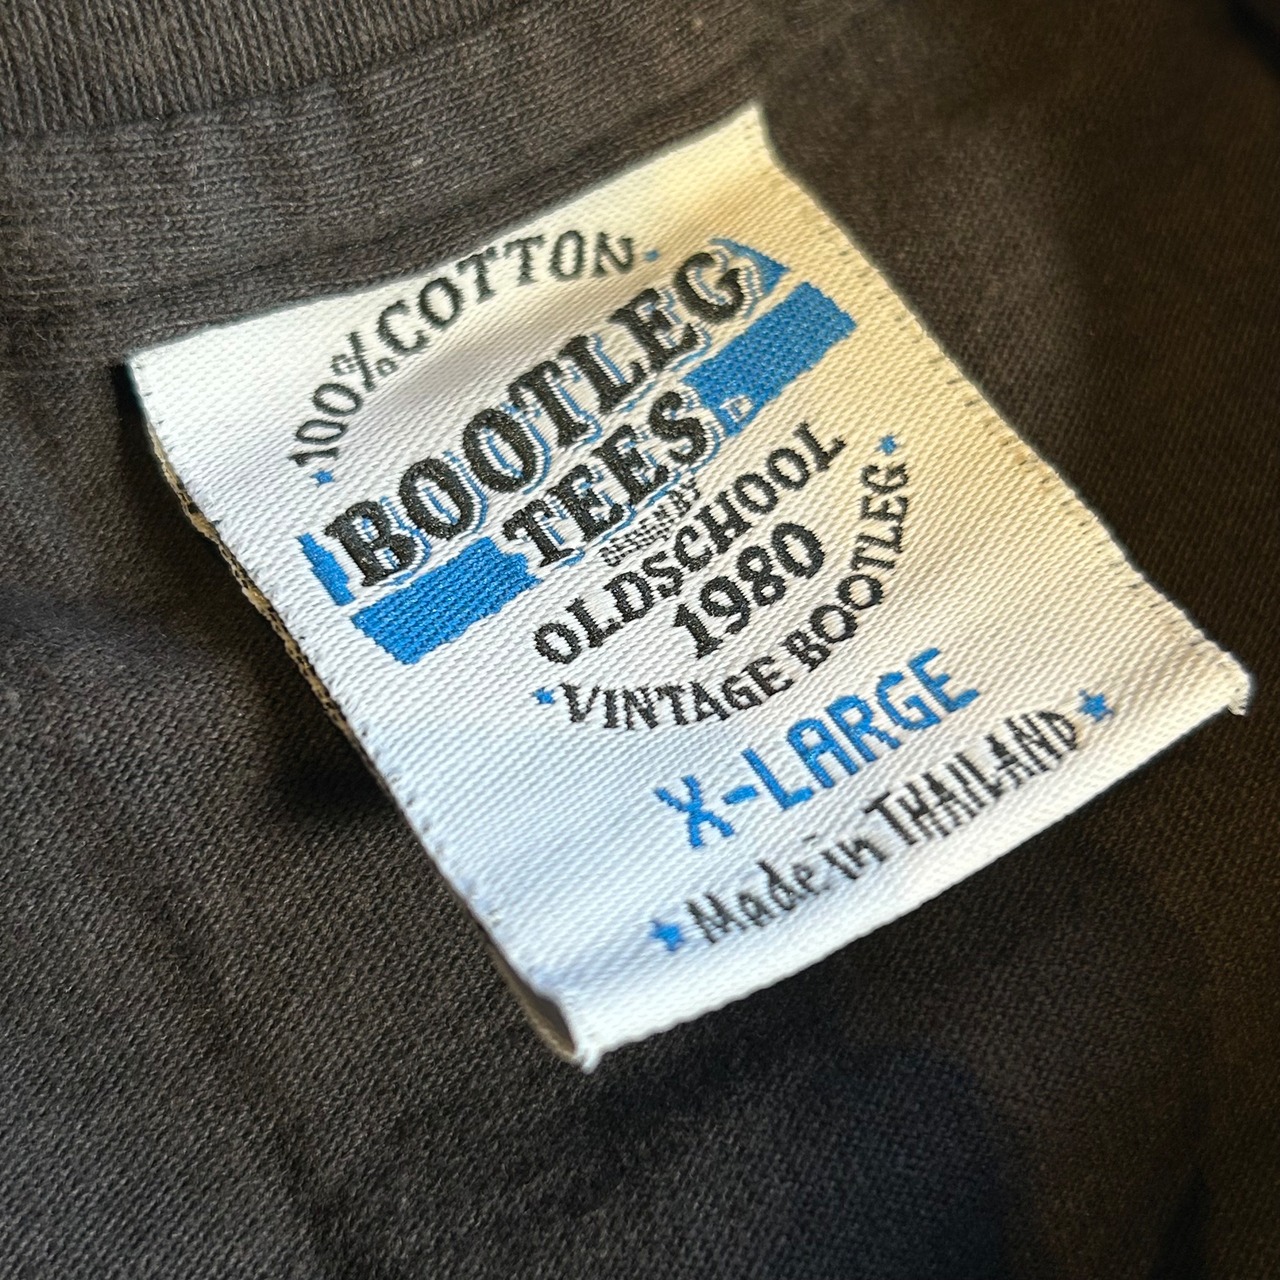 100% COTTON
BOOTLEG
TEES
OLDSCHOOL
1980
VINTAGE BOOTLEG
X-LARGE
Made in THAILAND